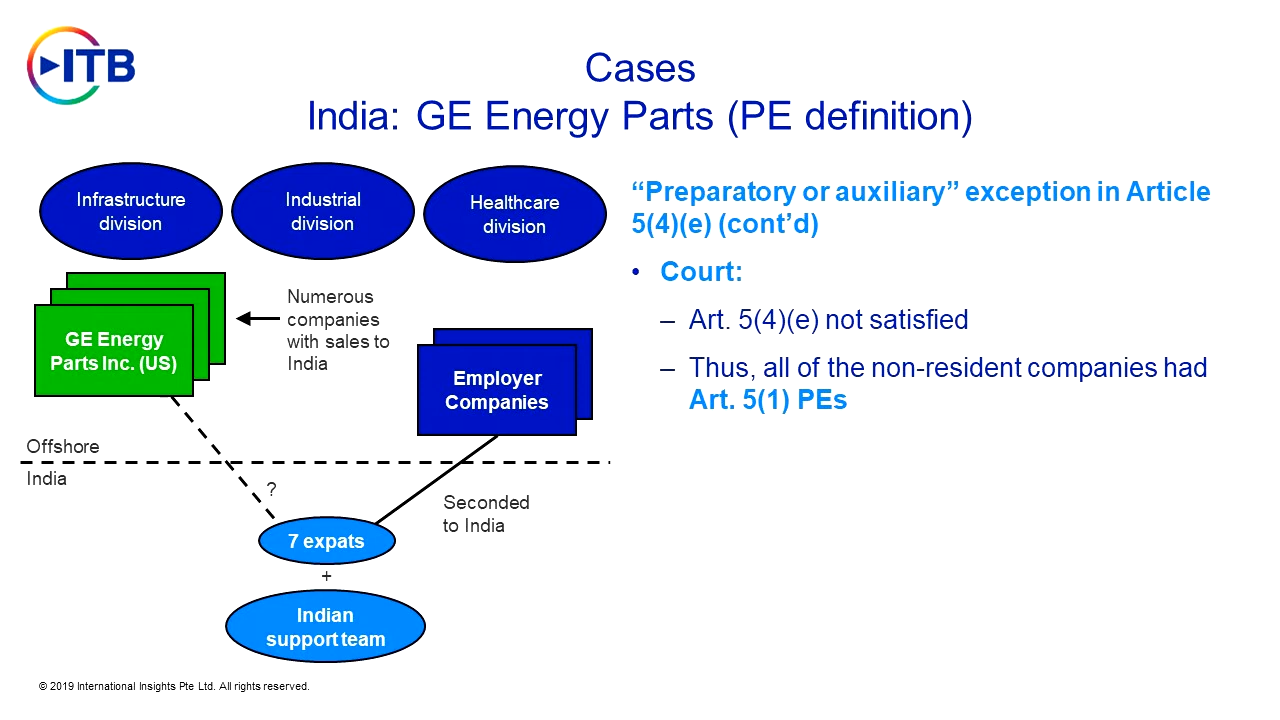 ITB
Cases
India: GE Energy Parts (PE definition)
Infrastructure
division
Industrial
division
Healthcare
division
GE Energy
Parts Inc. (US)
Numerous
companies
with sales to
India
Employer
Companies
Offshore
India
?
Seconded
to India
7 expats
+
Indian
support team
“Preparatory or auxiliary” exception in Article
5(4)(e) (cont’d)
• Court:
– Art. 5(4)(e) not satisfied
– Thus, all of the non-resident companies had
Art. 5(1) PEs
© 2019 International Insights Pte Ltd. All rights reserved.